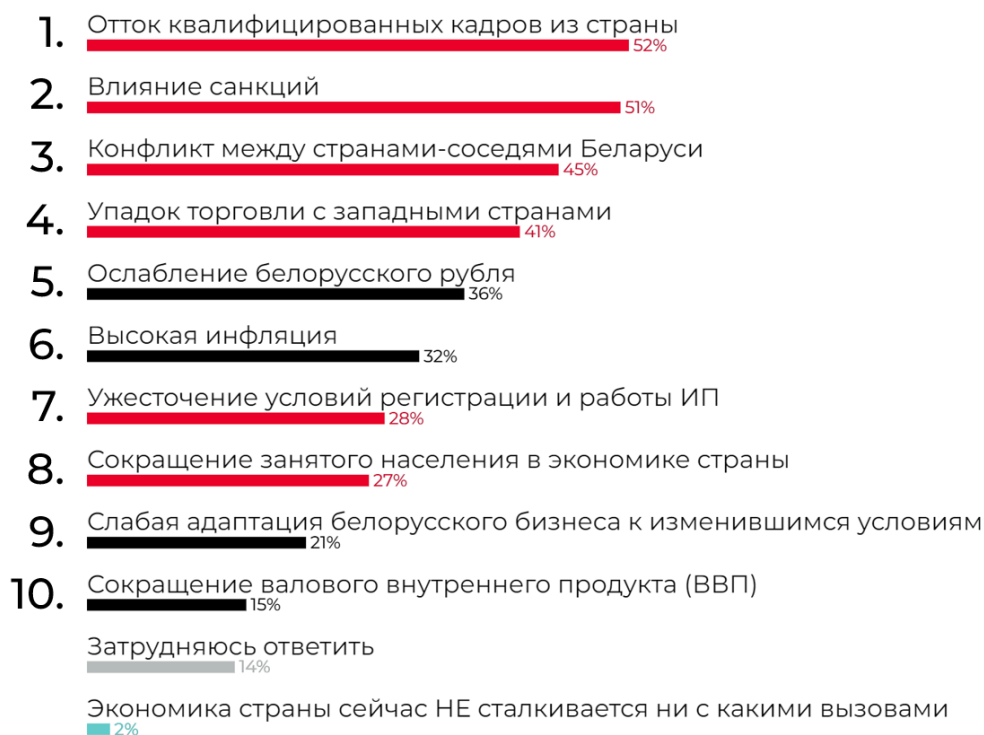 1. Отток квалифицированных кадров из страны
52%
2. Влияние санкций
51%
3. Конфликт между странами-соседями Беларуси
45%
4. Упадок торговли с западными странами
41%
5. Ослабление белорусского рубля
36%
6. Высокая инфляция
32%
7. Ужесточение условий регистрации и работы ИП
28%
8. Сокращение занятого населения в экономике страны
27%
9. Слабая адаптация белорусского бизнеса к изменившимся условиям
21%
10. Сокращение валового внутреннего продукта (ВВП)
15%
Затрудняюсь ответить
14%
Экономика страны сейчас НЕ сталкивается ни с какими вызовами
2%